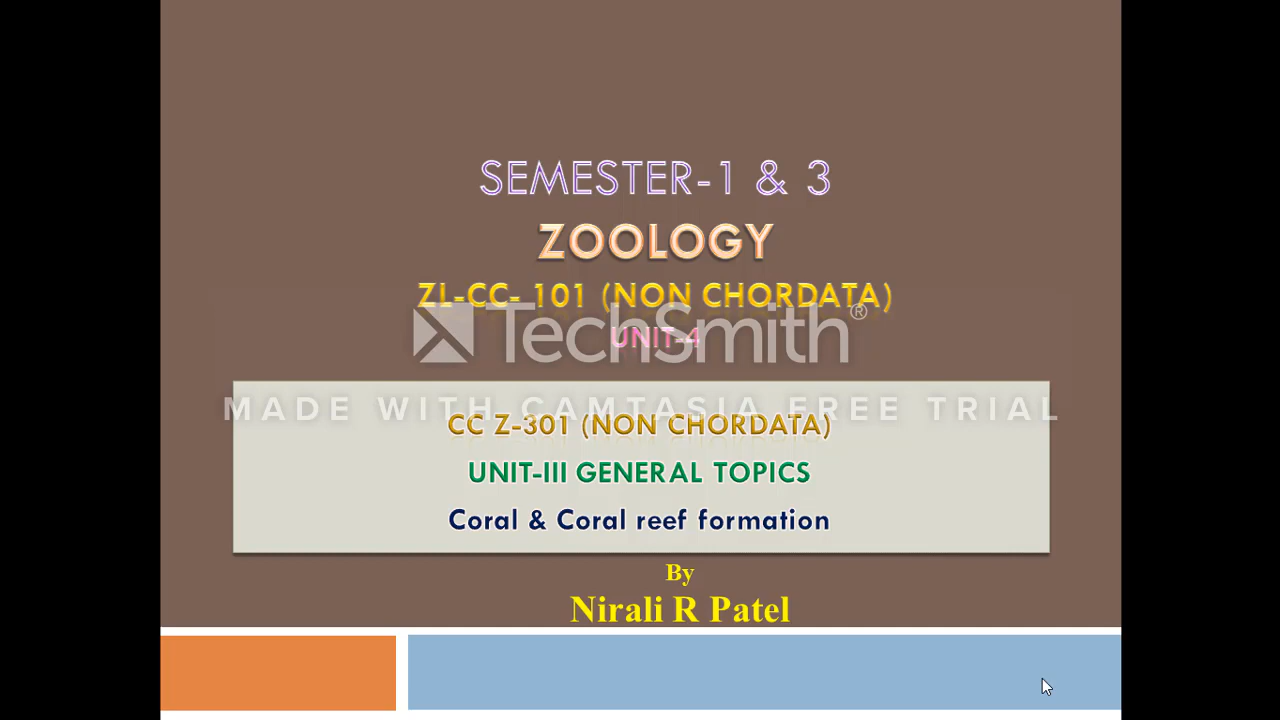 SEMESTER-1 & 3
ZOOLOGY
ZL-CC- 101 (NON CHORDATA)
TechSmith®
UNIT-4
MADE WITH CAMTASIA FREE TRIAL
CC Z-301 (NON CHORDATA)
UNIT-III GENERAL TOPICS
Coral & Coral reef formation
By
Nirali R Patel